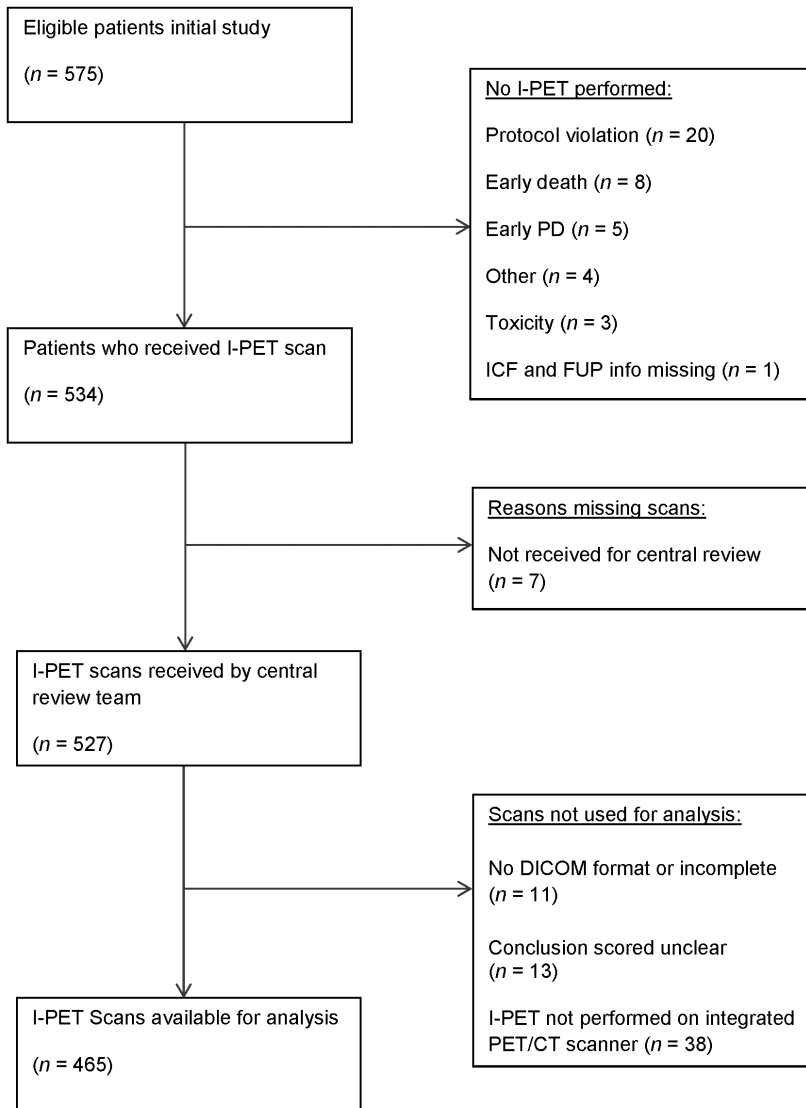 Eligible patients initial study
(n = 575)
No I-PET performed:
Protocol violation (n = 20)
Early death (n = 8)
Early PD (n = 5)
Other (n = 4)
Toxicity (n = 3)
ICF and FUP info missing (n = 1)
Patients who received I-PET scan
(n = 534)
Reasons missing scans:
Not received for central review
(n = 7)
I-PET scans received by central
review team
(n = 527)
Scans not used for analysis:
No DICOM format or incomplete
(n = 11)
Conclusion scored unclear
(n = 13)
I-PET not performed on integrated
PET/CT scanner (n = 38)
I-PET Scans available for analysis
(n = 465)